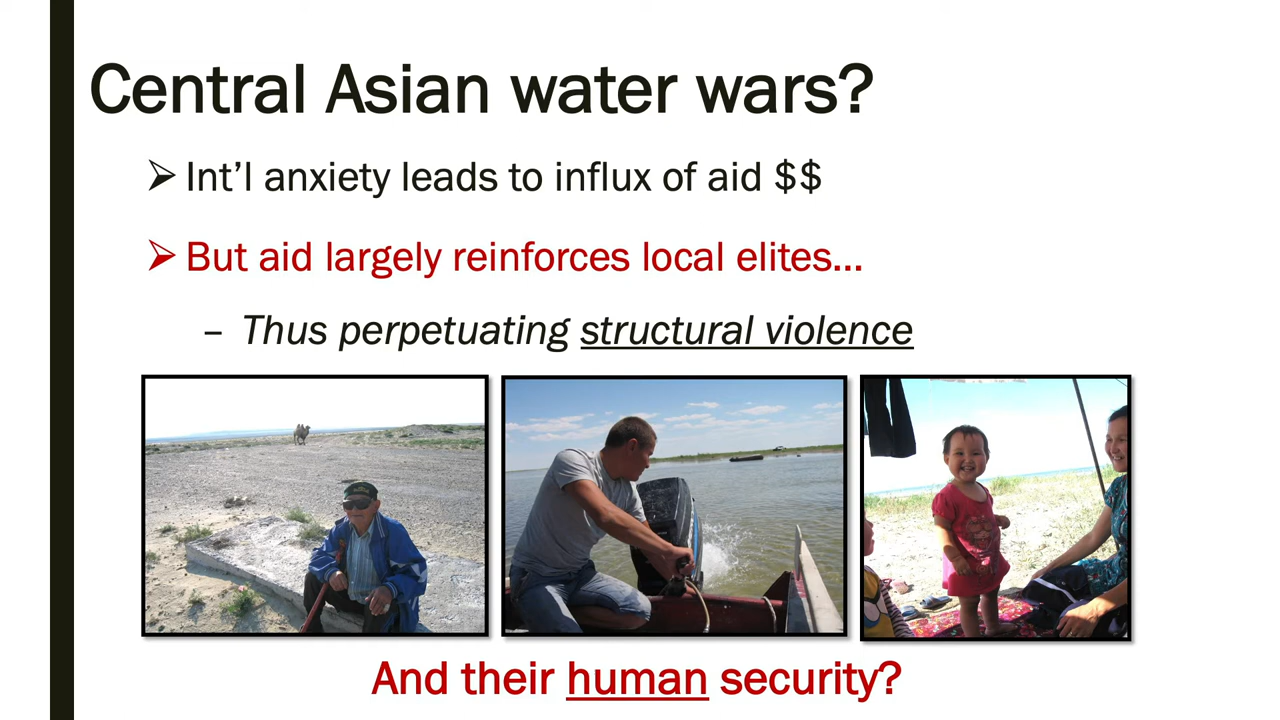 Central Asian water wars?
➢ Int’l anxiety leads to influx of aid $$
➢ But aid largely reinforces local elites…
– Thus perpetuating structural violence
And their human security?